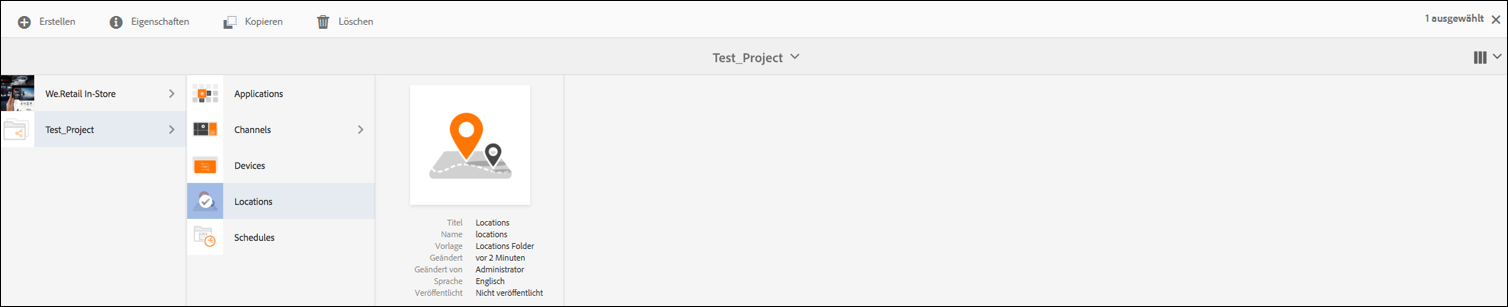 Erstellen Eigenschaften Kopieren Löschen 1 ausgewählt
Test_Project
We.Retail In-Store
Test_Project
Applications
Channels
Devices
Locations
Schedules
Titel Locations
Name locations
Vorlage Locations Folder
Geändert vor 2 Minuten
Geändert von Administrator
Sprache Englisch
Veröffentlicht Nicht veröffentlicht